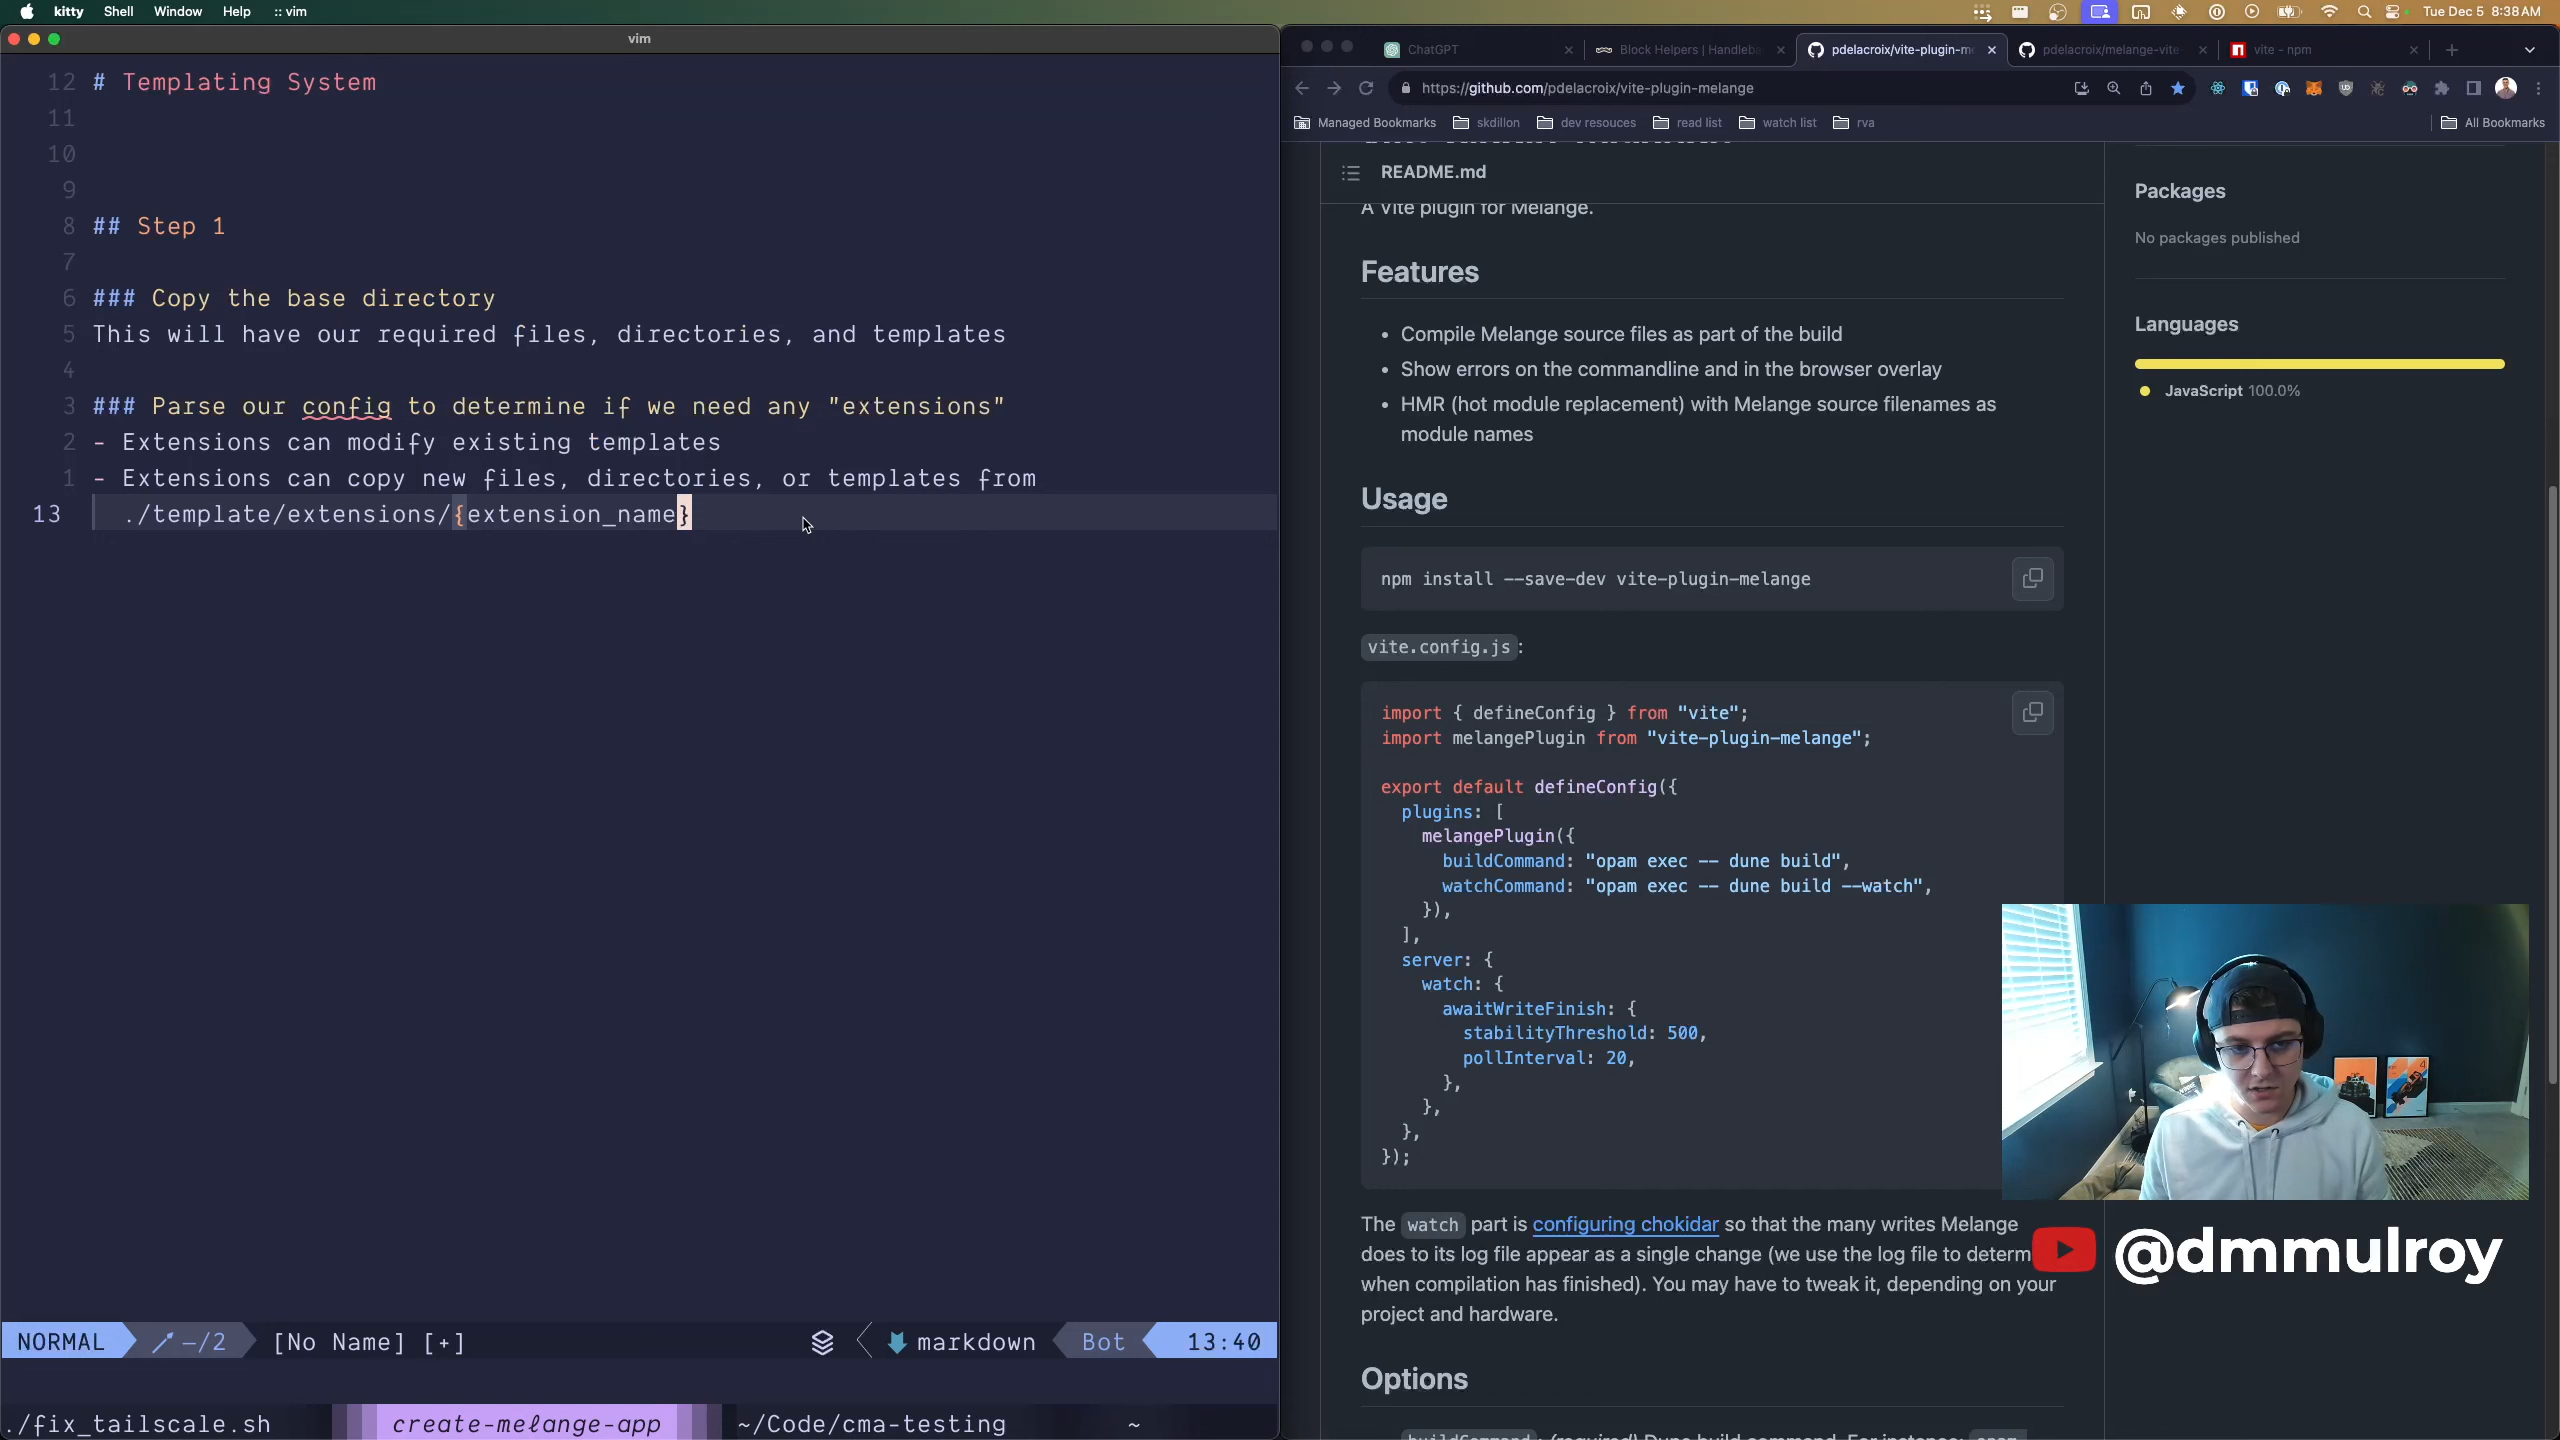 kitty Shell Window Help :: vim
Tue Dec 5 8:38 AM
vim
12 # Templating System
11
10
9
8 ## Step 1
7
6 ### Copy the base directory
5 This will have our required files, directories, and templates
4
3 ### Parse our config to determine if we need any "extensions"
2 - Extensions can modify existing templates
1 - Extensions can copy new files, directories, or templates from
13 ./template/extensions/{extension_name}
NORMAL –/2 [No Name] [+] markdown Bot 13:40
./fix_tailscale.sh create-melange-app ~/Code/cma-testing ~
ChatGPT Block Helpers | Handleba pdelacroix/vite-plugin-m pdelacroix/melange-vite vite - npm
https://github.com/pdelacroix/vite-plugin-melange
Managed Bookmarks skdillon dev resouces read list watch list rva All Bookmarks
README.md
A Vite plugin for Melange.
Features
• Compile Melange source files as part of the build
• Show errors on the commandline and in the browser overlay
• HMR (hot module replacement) with Melange source filenames as
module names
Usage
npm install --save-dev vite-plugin-melange
vite.config.js:
import { defineConfig } from "vite";
import melangePlugin from "vite-plugin-melange";
export default defineConfig({
plugins: [
melangePlugin({
buildCommand: "opam exec -- dune build",
watchCommand: "opam exec -- dune build --watch",
}),
],
server: {
watch: {
awaitWriteFinish: {
stabilityThreshold: 500,
pollInterval: 20,
},
},
},
});
The watch part is configuring chokidar so that the many writes Melange
does to its log file appear as a single change (we use the log file to determ
when compilation has finished). You may have to tweak it, depending on your
project and hardware.
Options
Packages
No packages published
Languages
JavaScript 100.0%
@dmmulroy